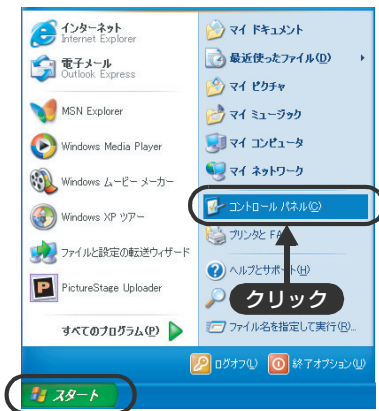 インターネット
Internet Explorer
電子メール
Outlook Express
MSN Explorer
Windows Media Player
Windows ムービー メーカー
Windows XP ツアー
ファイルと設定の転送ウィザード
PictureStage Uploader
すべてのプログラム(P)
マイ ドキュメント
最近使ったファイル(D)
マイ ピクチャ
マイ ミュージック
マイ コンピュータ
マイ ネットワーク
コントロール パネル(C)
プリンタと FA
ヘルプとサポート(H)
クリック
ファイル名を指定して実行(R)...
ログオフ(L)
終了オプション(U)
スタート